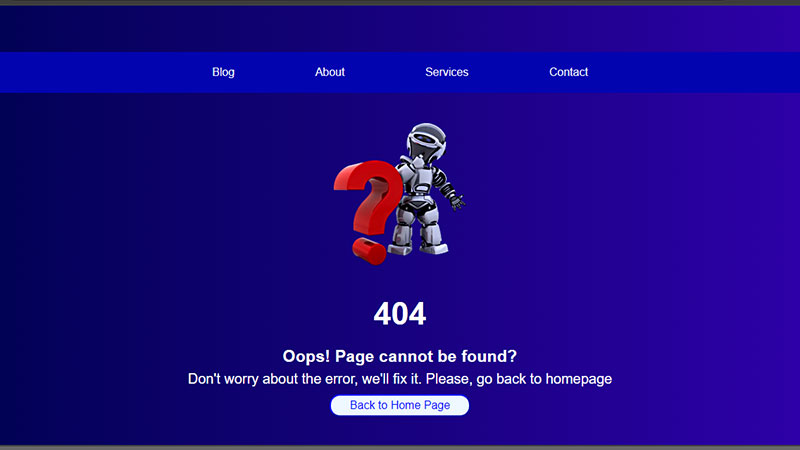 Blog About Services Contact
404
Oops! Page cannot be found?
Don't worry about the error, we'll fix it. Please, go back to homepage
Back to Home Page